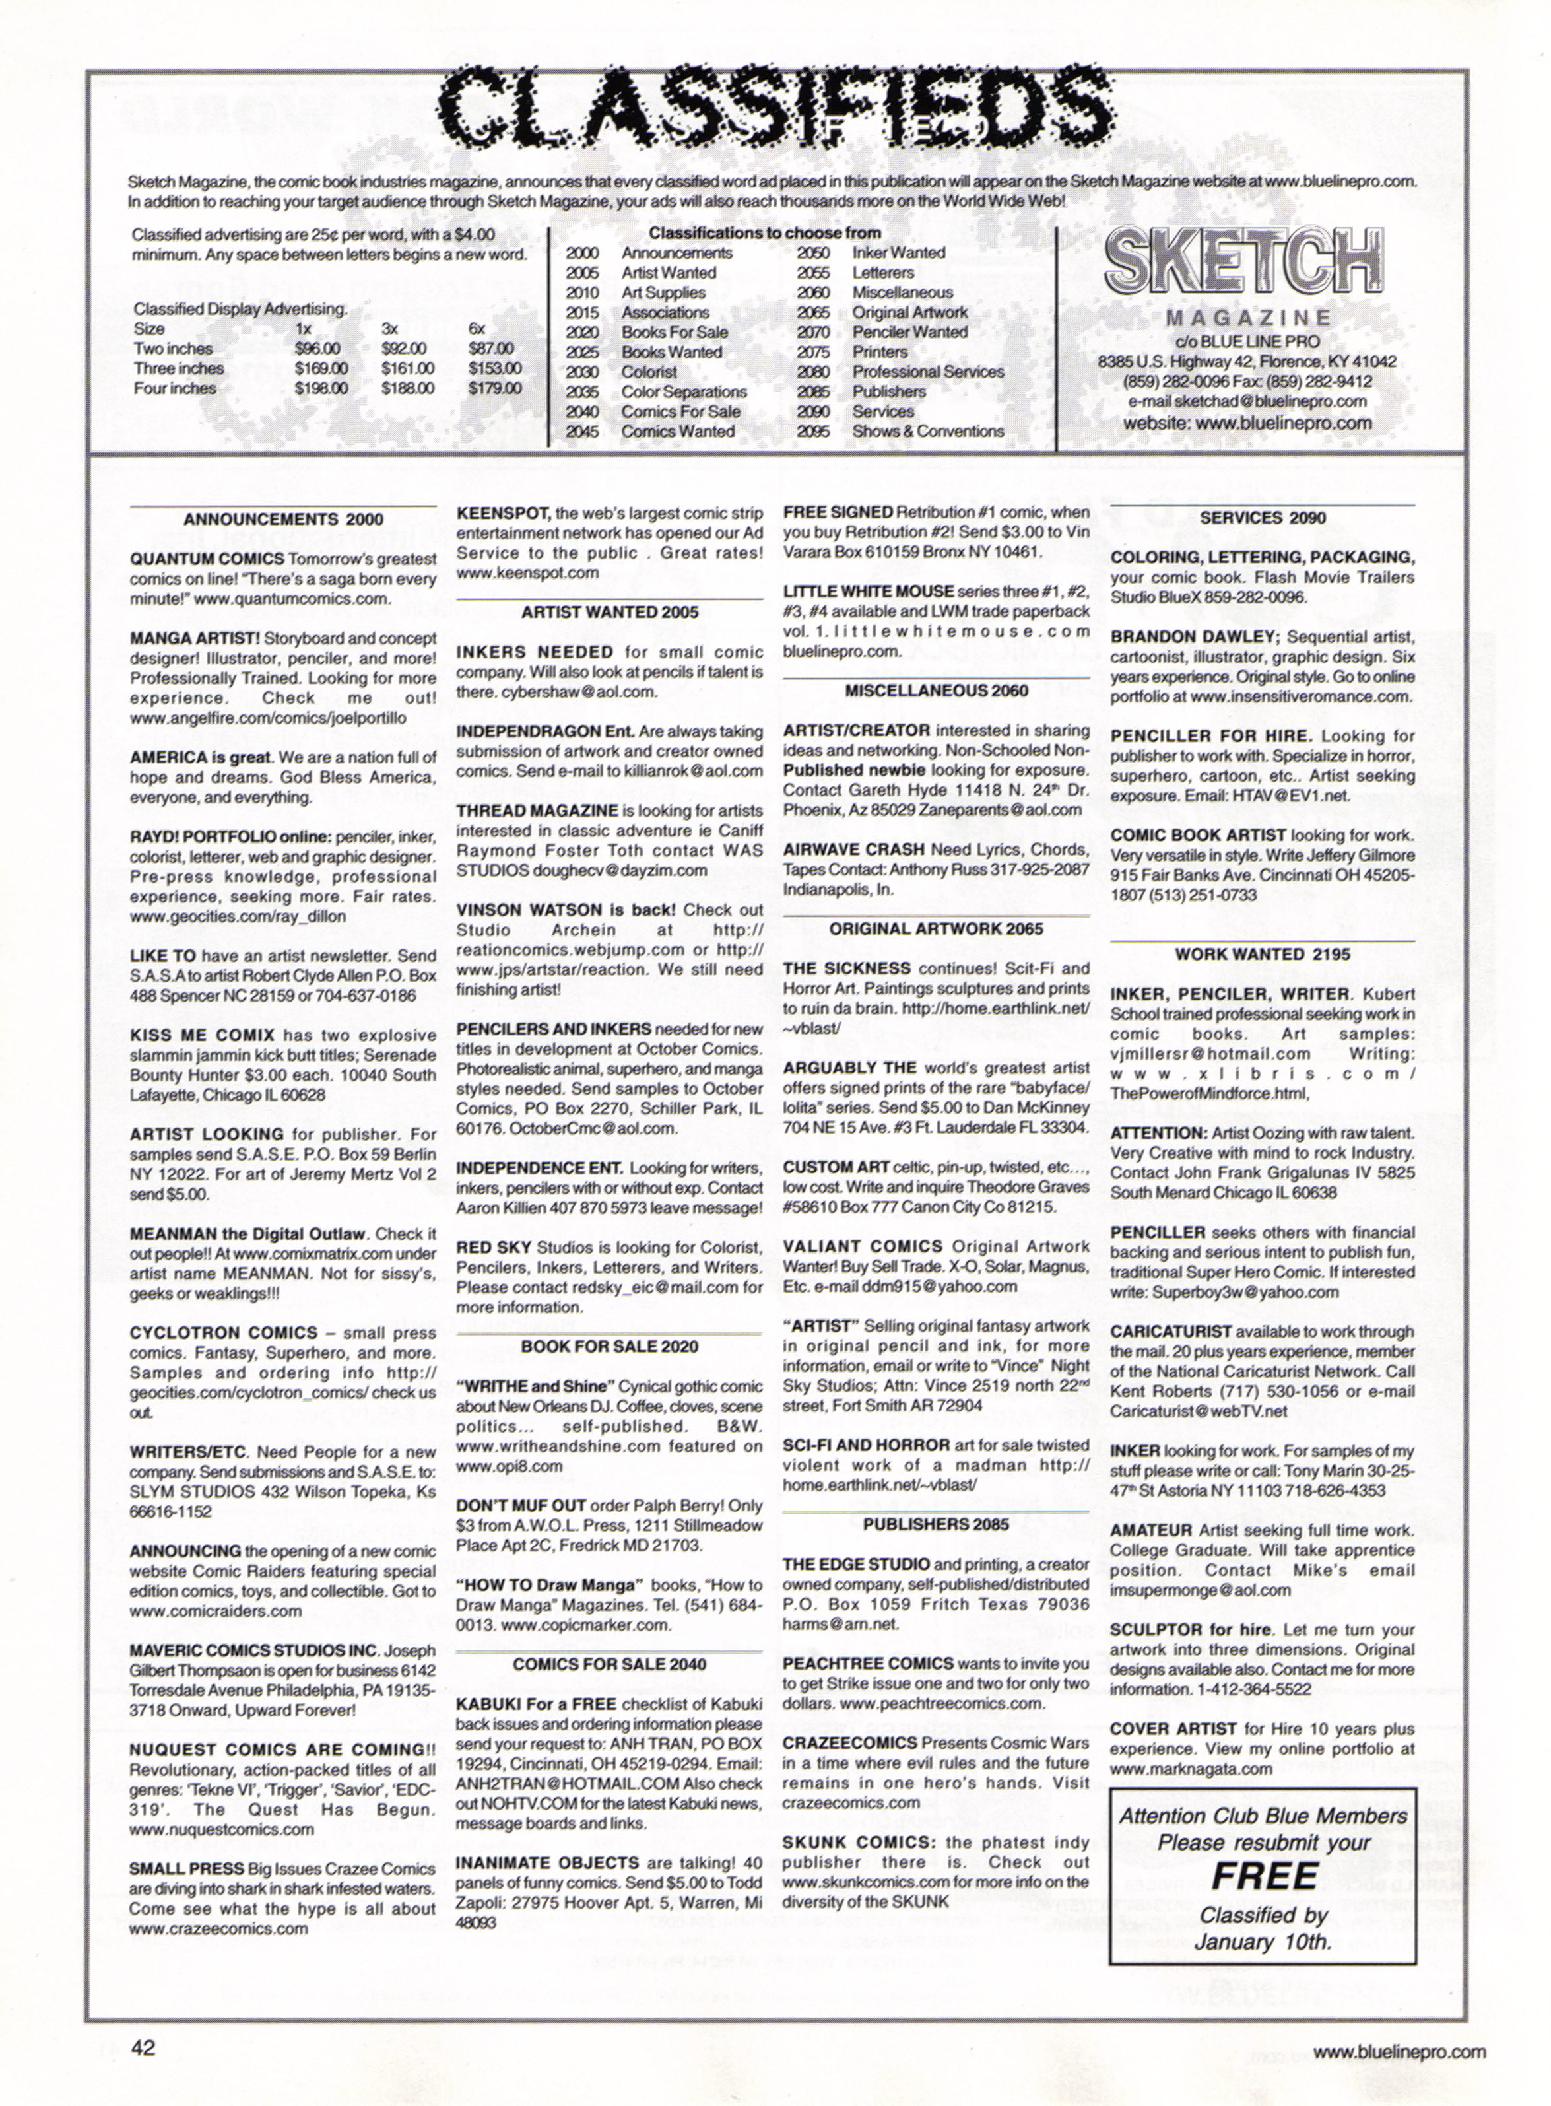 CLASSIFIEDS
CLASSIFIEDS
Sketch Magazine, the comic book industries magazine, announces that every classified word ad placed in this publication will appear on the Sketch Magazine website at www.bluelinepro.com.
In addition to reaching your target audience through Sketch Magazine, your ads will also reach thousands more on the World Wide Web!
Classified advertising are 25¢ per word, with a $4.00
minimum. Any space between letters begins a new word.
Classified Display Advertising.
Size 1x 3x 6x
Two inches $96.00 $92.00 $87.00
Three inches $169.00 $161.00 $153.00
Four inches $198.00 $188.00 $179.00
Classifications to choose from
2000 Announcements 2050 Inker Wanted
2005 Artist Wanted 2055 Letterers
2010 Art Supplies 2060 Miscellaneous
2015 Associations 2065 Original Artwork
2020 Books For Sale 2070 Penciler Wanted
2025 Books Wanted 2075 Printers
2030 Colorist 2080 Professional Services
2035 Color Separations 2085 Publishers
2040 Comics For Sale 2090 Services
2045 Comics Wanted 2095 Shows & Conventions
SKETCH
MAGAZINE
c/o BLUE LINE PRO
8385 U.S. Highway 42, Florence, KY 41042
(859) 282-0096 Fax: (859) 282-9412
e-mail sketchad@bluelinepro.com
website: www.bluelinepro.com
ANNOUNCEMENTS 2000
QUANTUM COMICS Tomorrow's greatest
comics on line! "There's a saga born every
minute!" www.quantumcomics.com.
MANGA ARTIST! Storyboard and concept
designer! Illustrator, penciler, and more!
Professionally Trained. Looking for more
experience. Check me out!
www.angelfire.com/comics/joelportillo
AMERICA is great. We are a nation full of
hope and dreams. God Bless America,
everyone, and everything.
RAYD! PORTFOLIO online: penciler, inker,
colorist, letterer, web and graphic designer.
Pre-press knowledge, professional
experience, seeking more. Fair rates.
www.geocities.com/ray_dillon
LIKE TO have an artist newsletter. Send
S.A.S.A to artist Robert Clyde Allen P.O. Box
488 Spencer NC 28159 or 704-637-0186
KISS ME COMIX has two explosive
slammin jammin kick butt titles; Serenade
Bounty Hunter $3.00 each. 10040 South
Lafayette, Chicago IL 60628
ARTIST LOOKING for publisher. For
samples send S.A.S.E. P.O. Box 59 Berlin
NY 12022. For art of Jeremy Mertz Vol 2
send $5.00.
MEANMAN the Digital Outlaw. Check it
out people!! At www.comixmatrix.com under
artist name MEANMAN. Not for sissy's,
geeks or weaklings!!!
CYCLOTRON COMICS – small press
comics. Fantasy, Superhero, and more.
Samples and ordering info http://
geocities.com/cyclotron_comics/ check us
out.
WRITERS/ETC. Need People for a new
company. Send submissions and S.A.S.E. to:
SLYM STUDIOS 432 Wilson Topeka, Ks
66616-1152
ANNOUNCING the opening of a new comic
website Comic Raiders featuring special
edition comics, toys, and collectible. Got to
www.comicraiders.com
MAVERIC COMICS STUDIOS INC. Joseph
Gilbert Thompsaon is open for business 6142
Torresdale Avenue Philadelphia, PA 19135-
3718 Onward, Upward Forever!
NUQUEST COMICS ARE COMING!!
Revolutionary, action-packed titles of all
genres: 'Tekne VI', 'Trigger', 'Savior', 'EDC-
319'. The Quest Has Begun.
www.nuquestcomics.com
SMALL PRESS Big Issues Crazee Comics
are diving into shark in shark infested waters.
Come see what the hype is all about
www.crazeecomics.com
KEENSPOT, the web's largest comic strip
entertainment network has opened our Ad
Service to the public . Great rates!
www.keenspot.com
ARTIST WANTED 2005
INKERS NEEDED for small comic
company. Will also look at pencils if talent is
there. cybershaw@aol.com.
INDEPENDRAGON Ent. Are always taking
submission of artwork and creator owned
comics. Send e-mail to killianrok@aol.com
THREAD MAGAZINE is looking for artists
interested in classic adventure ie Caniff
Raymond Foster Toth contact WAS
STUDIOS doughecv@dayzim.com
VINSON WATSON is back! Check out
Studio Archein at http://
reationcomics.webjump.com or http://
www.jps/artstar/reaction. We still need
finishing artist!
PENCILERS AND INKERS needed for new
titles in development at October Comics.
Photorealistic animal, superhero, and manga
styles needed. Send samples to October
Comics, PO Box 2270, Schiller Park, IL
60176. OctoberCmc@aol.com.
INDEPENDENCE ENT. Looking for writers,
inkers, pencilers with or without exp. Contact
Aaron Killien 407 870 5973 leave message!
RED SKY Studios is looking for Colorist,
Pencilers, Inkers, Letterers, and Writers.
Please contact redsky_eic@mail.com for
more information.
BOOK FOR SALE 2020
"WRITHE and Shine" Cynical gothic comic
about New Orleans DJ. Coffee, cloves, scene
politics... self-published. B&W.
www.writheandshine.com featured on
www.opi8.com
DON'T MUF OUT order Palph Berry! Only
$3 from A.W.O.L. Press, 1211 Stillmeadow
Place Apt 2C, Fredrick MD 21703.
"HOW TO Draw Manga" books, "How to
Draw Manga" Magazines. Tel. (541) 684-
0013. www.copicmarker.com.
COMICS FOR SALE 2040
KABUKI For a FREE checklist of Kabuki
back issues and ordering information please
send your request to: ANH TRAN, PO BOX
19294, Cincinnati, OH 45219-0294. Email:
ANH2TRAN@HOTMAIL.COM Also check
out NOHTV.COM for the latest Kabuki news,
message boards and links.
INANIMATE OBJECTS are talking! 40
panels of funny comics. Send $5.00 to Todd
Zapoli: 27975 Hoover Apt. 5, Warren, Mi
48093
FREE SIGNED Retribution #1 comic, when
you buy Retribution #2! Send $3.00 to Vin
Varara Box 610159 Bronx NY 10461.
LITTLE WHITE MOUSE series three #1, #2,
#3, #4 available and LWM trade paperback
vol. 1. littlewhitemouse.com
bluelinepro.com.
MISCELLANEOUS 2060
ARTIST/CREATOR interested in sharing
ideas and networking. Non-Schooled Non-
Published newbie looking for exposure.
Contact Gareth Hyde 11418 N. 24th Dr.
Phoenix, Az 85029 Zaneparents@aol.com
AIRWAVE CRASH Need Lyrics, Chords,
Tapes Contact: Anthony Russ 317-925-2087
Indianapolis, In.
ORIGINAL ARTWORK 2065
THE SICKNESS continues! Scit-Fi and
Horror Art. Paintings sculptures and prints
to ruin da brain. http://home.earthlink.net/
~vblast/
ARGUABLY THE world's greatest artist
offers signed prints of the rare "babyface/
lolita" series. Send $5.00 to Dan McKinney
704 NE 15 Ave. #3 Ft. Lauderdale FL 33304.
CUSTOM ART celtic, pin-up, twisted, etc...,
low cost. Write and inquire Theodore Graves
#58610 Box 777 Canon City Co 81215.
VALIANT COMICS Original Artwork
Wanter! Buy Sell Trade. X-O, Solar, Magnus,
Etc. e-mail ddm915@yahoo.com
"ARTIST" Selling original fantasy artwork
in original pencil and ink, for more
information, email or write to "Vince" Night
Sky Studios; Attn: Vince 2519 north 22nd
street, Fort Smith AR 72904
SCI-FI AND HORROR art for sale twisted
violent work of a madman http://
home.earthlink.net/~vblast/
PUBLISHERS 2085
THE EDGE STUDIO and printing, a creator
owned company, self-published/distributed
P.O. Box 1059 Fritch Texas 79036
harms@arn.net.
PEACHTREE COMICS wants to invite you
to get Strike issue one and two for only two
dollars. www.peachtreecomics.com.
CRAZEECOMICS Presents Cosmic Wars
in a time where evil rules and the future
remains in one hero's hands. Visit
crazeecomics.com
SKUNK COMICS: the phatest indy
publisher there is. Check out
www.skunkcomics.com for more info on the
diversity of the SKUNK
SERVICES 2090
COLORING, LETTERING, PACKAGING,
your comic book. Flash Movie Trailers
Studio BlueX 859-282-0096.
BRANDON DAWLEY; Sequential artist,
cartoonist, illustrator, graphic design. Six
years experience. Original style. Go to online
portfolio at www.insensitiveromance.com.
PENCILLER FOR HIRE. Looking for
publisher to work with. Specialize in horror,
superhero, cartoon, etc.. Artist seeking
exposure. Email: HTAV@EV1.net.
COMIC BOOK ARTIST looking for work.
Very versatile in style. Write Jeffery Gilmore
915 Fair Banks Ave. Cincinnati OH 45205-
1807 (513) 251-0733
WORK WANTED 2195
INKER, PENCILER, WRITER. Kubert
School trained professional seeking work in
comic books. Art samples:
vjmillersr@hotmail.com Writing:
www.xlibris.com/
ThePowerofMindforce.html,
ATTENTION: Artist Oozing with raw talent.
Very Creative with mind to rock Industry.
Contact John Frank Grigalunas IV 5825
South Menard Chicago IL 60638
PENCILLER seeks others with financial
backing and serious intent to publish fun,
traditional Super Hero Comic. If interested
write: Superboy3w@yahoo.com
CARICATURIST available to work through
the mail. 20 plus years experience, member
of the National Caricaturist Network. Call
Kent Roberts (717) 530-1056 or e-mail
Caricaturist@webTV.net
INKER looking for work. For samples of my
stuff please write or call: Tony Marin 30-25-
47th St Astoria NY 11103 718-626-4353
AMATEUR Artist seeking full time work.
College Graduate. Will take apprentice
position. Contact Mike's email
imsupermonge@aol.com
SCULPTOR for hire. Let me turn your
artwork into three dimensions. Original
designs available also. Contact me for more
information. 1-412-364-5522
COVER ARTIST for Hire 10 years plus
experience. View my online portfolio at
www.marknagata.com
Attention Club Blue Members
Please resubmit your
FREE
Classified by
January 10th.
42
www.bluelinepro.com